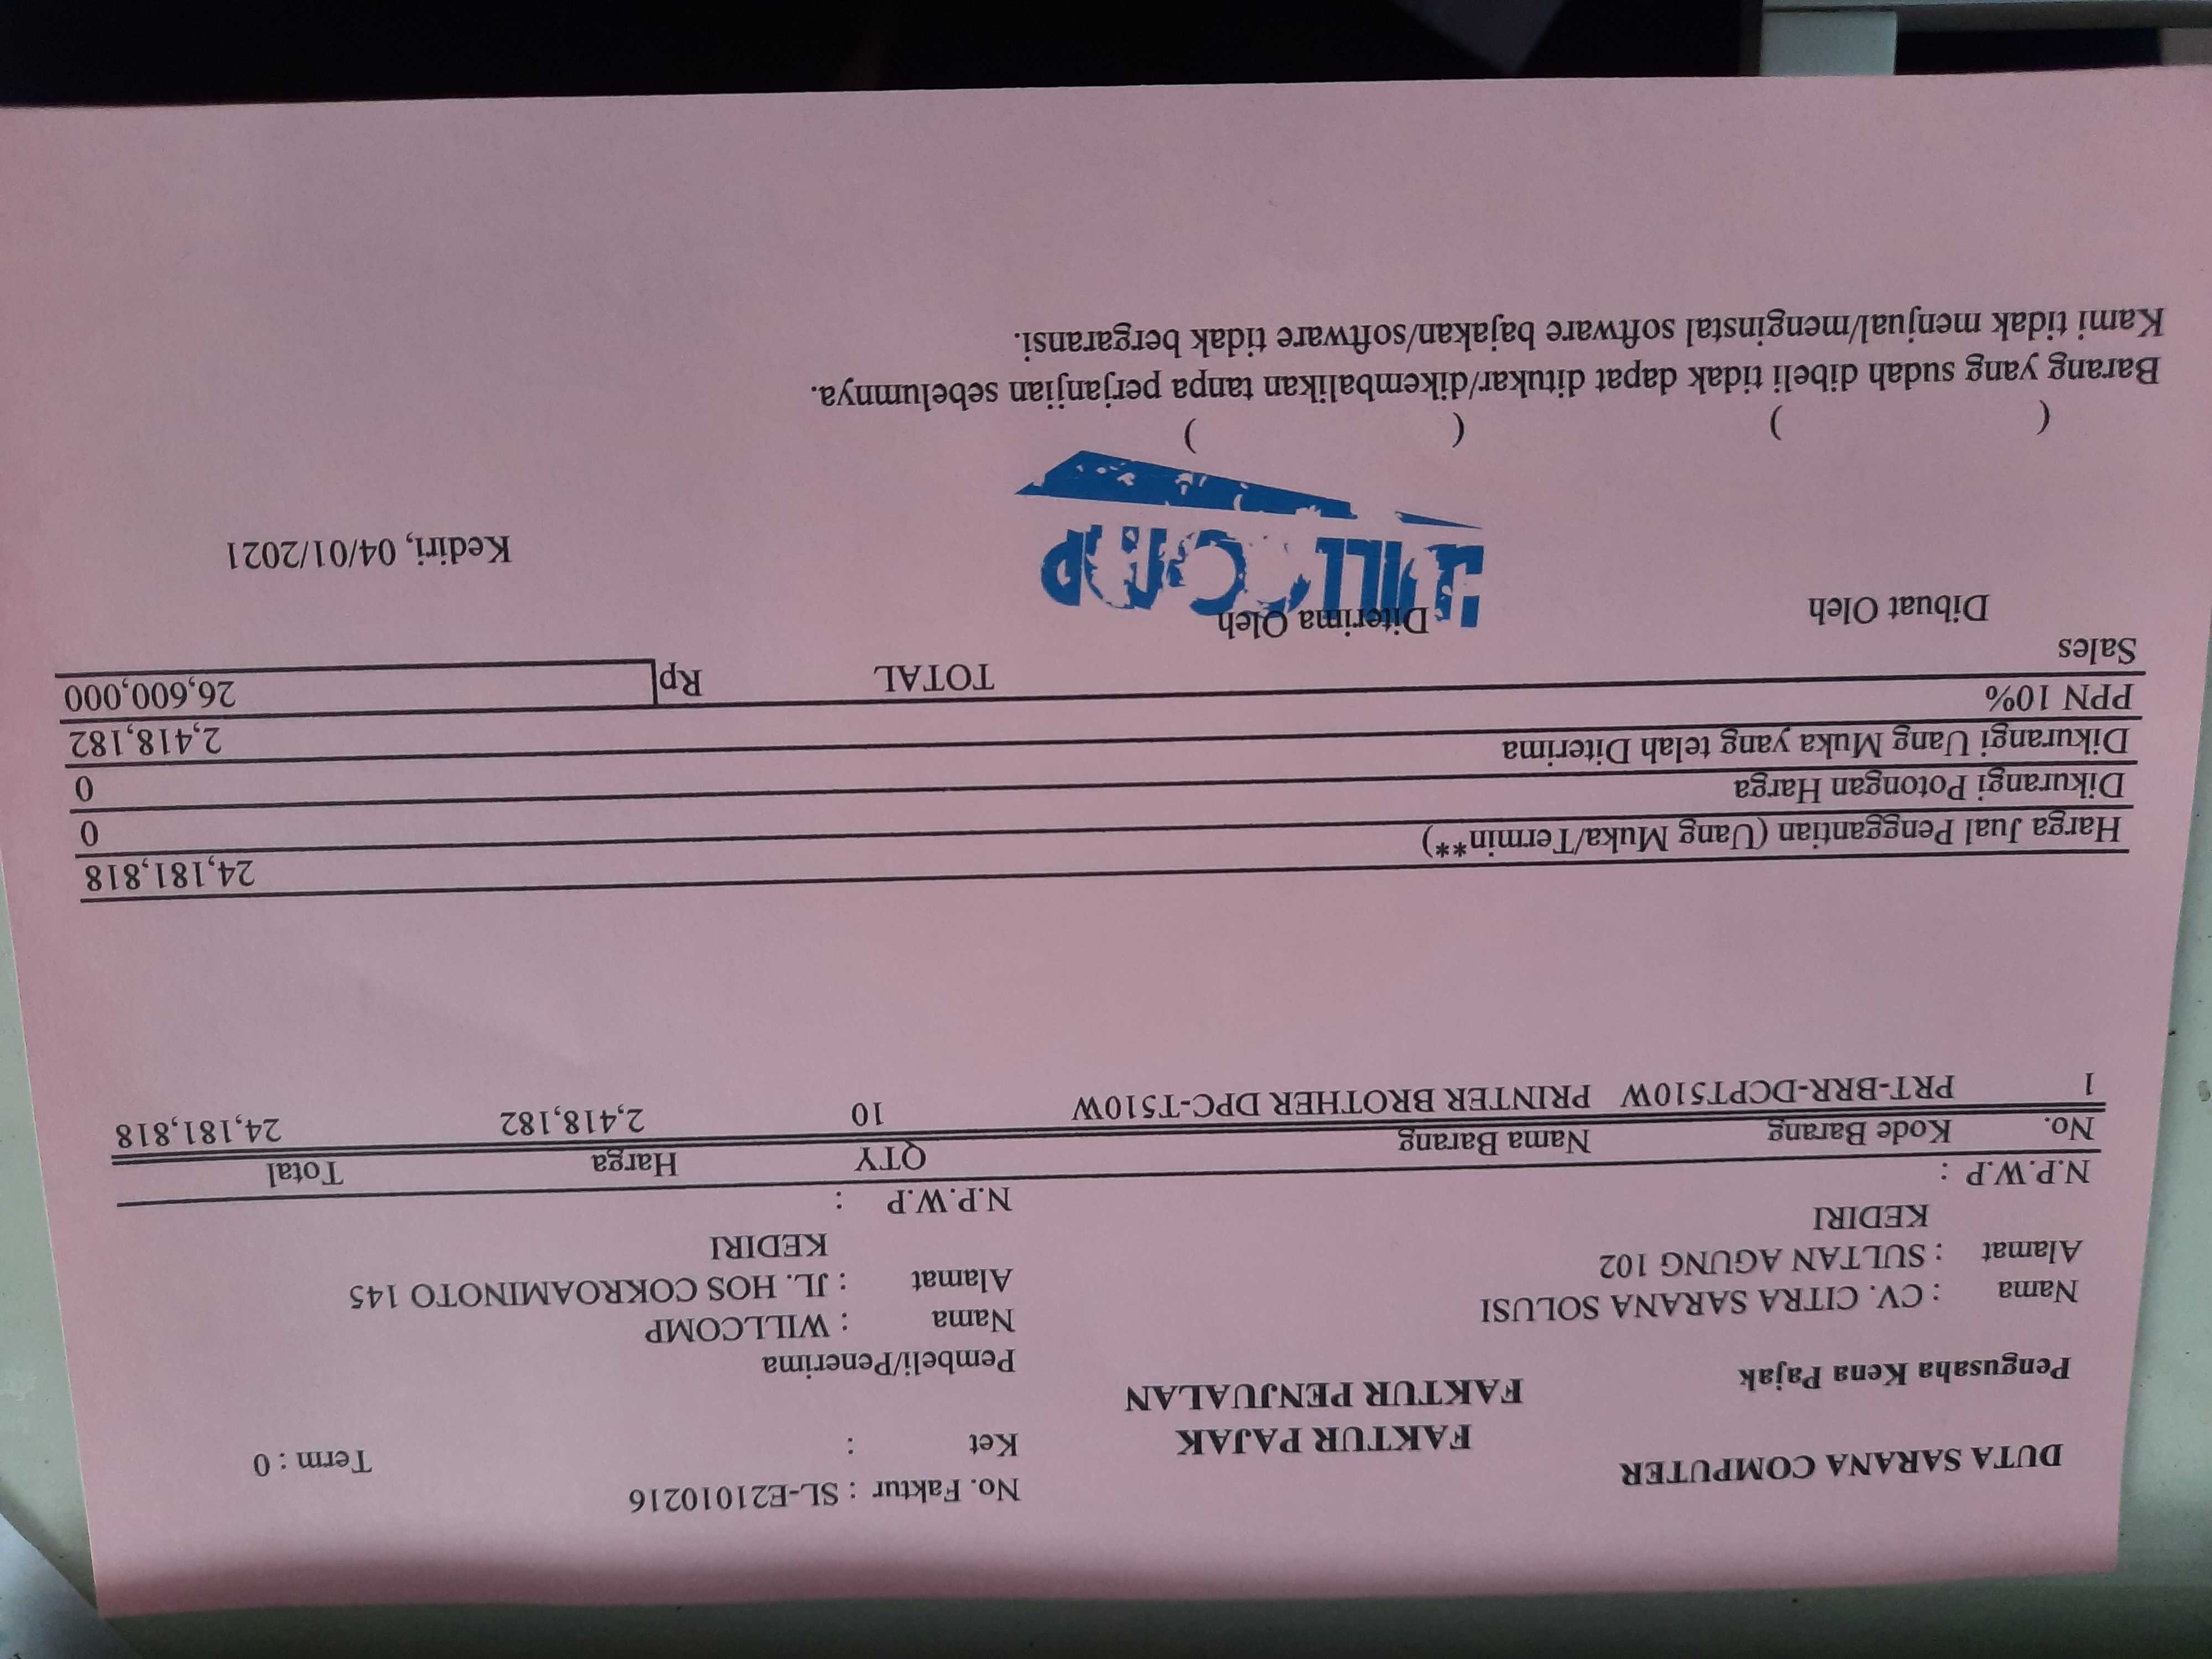 DUTA SARANA COMPUTER
No. Faktur : SL-E21010216
FAKTUR PAJAK
Ket :
Term : 0
FAKTUR PENJUALAN
Pengusaha Kena Pajak
Pembeli/Penerima
Nama : CV. CITRA SARANA SOLUSI
Nama : WILLCOMP
Alamat : SULTAN AGUNG 102
Alamat : JL. HOS COKROAMINOTO 145
KEDIRI
KEDIRI
N.P.W.P :
N.P.W.P :
No. Kode Barang Nama Barang QTY Harga Total
1 PRT-BRR-DCPT510W PRINTER BROTHER DPC-T510W 10 2,418,182 24,181,818
Harga Jual Penggantian (Uang Muka/Termin**) 24,181,818
Dikurangi Potongan Harga 0
Dikurangi Uang Muka yang telah Diterima 0
PPN 10% 2,418,182
Sales TOTAL Rp 26,600,000
Dibuat Oleh Diterima Oleh
WILLCOMP
Kediri, 04/01/2021
( ) ( )
Barang yang sudah dibeli tidak dapat ditukar/dikembalikan tanpa perjanjian sebelumnya.
Kami tidak menjual/menginstal software bajakan/software tidak bergaransi.